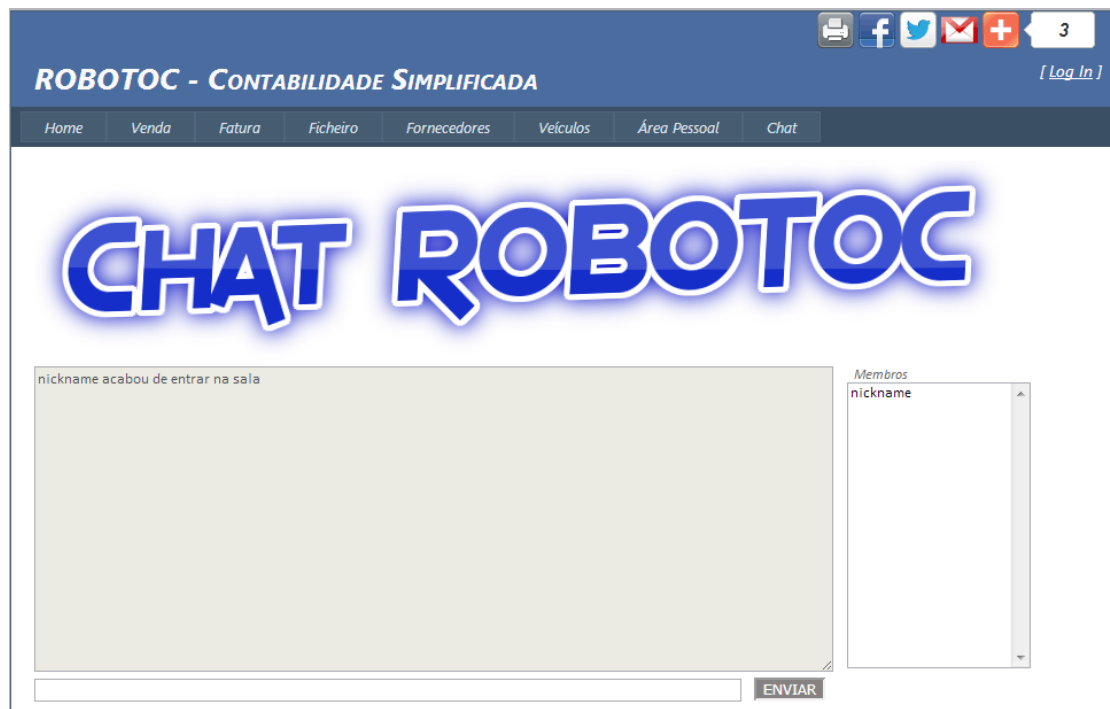 3
ROBOTOC - CONTABILIDADE SIMPLIFICADA
[ Log In ]
Home Venda Fatura Ficheiro Fornecedores Veículos Área Pessoal Chat
CHAT ROBOTOC
nickname acabou de entrar na sala
Membros
nickname
ENVIAR